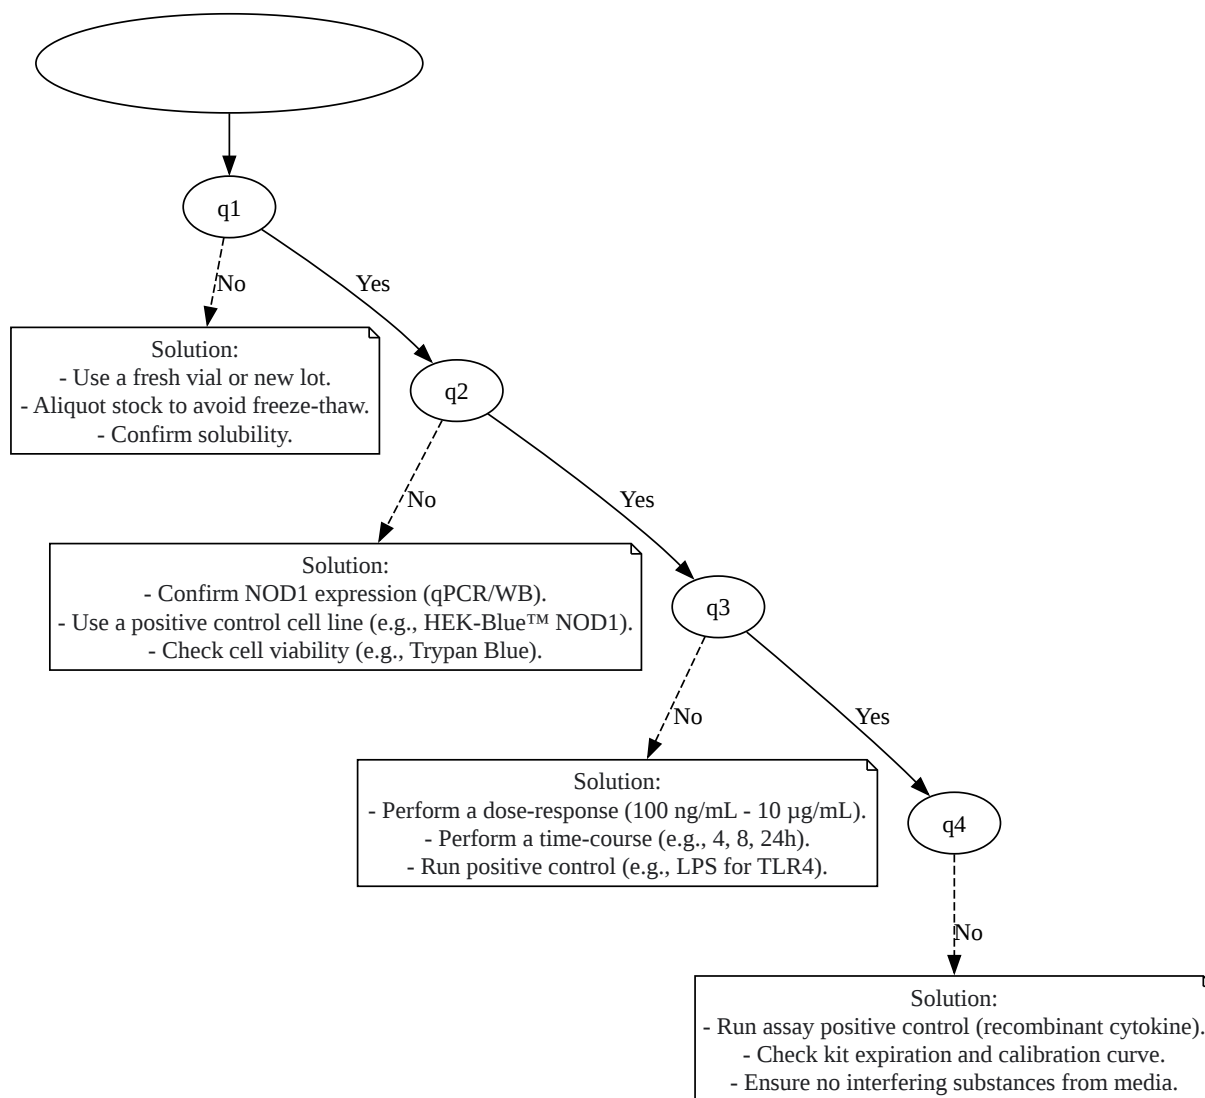 q1
No
Yes
Solution:
- Use a fresh vial or new lot.
- Aliquot stock to avoid freeze-thaw.
- Confirm solubility.
q2
No
Yes
Solution:
- Confirm NOD1 expression (qPCR/WB).
- Use a positive control cell line (e.g., HEK-Blue™ NOD1).
- Check cell viability (e.g., Trypan Blue).
q3
No
Yes
Solution:
- Perform a dose-response (100 ng/mL - 10 µg/mL).
- Perform a time-course (e.g., 4, 8, 24h).
- Run positive control (e.g., LPS for TLR4).
q4
No
Solution:
- Run assay positive control (recombinant cytokine).
- Check kit expiration and calibration curve.
- Ensure no interfering substances from media.